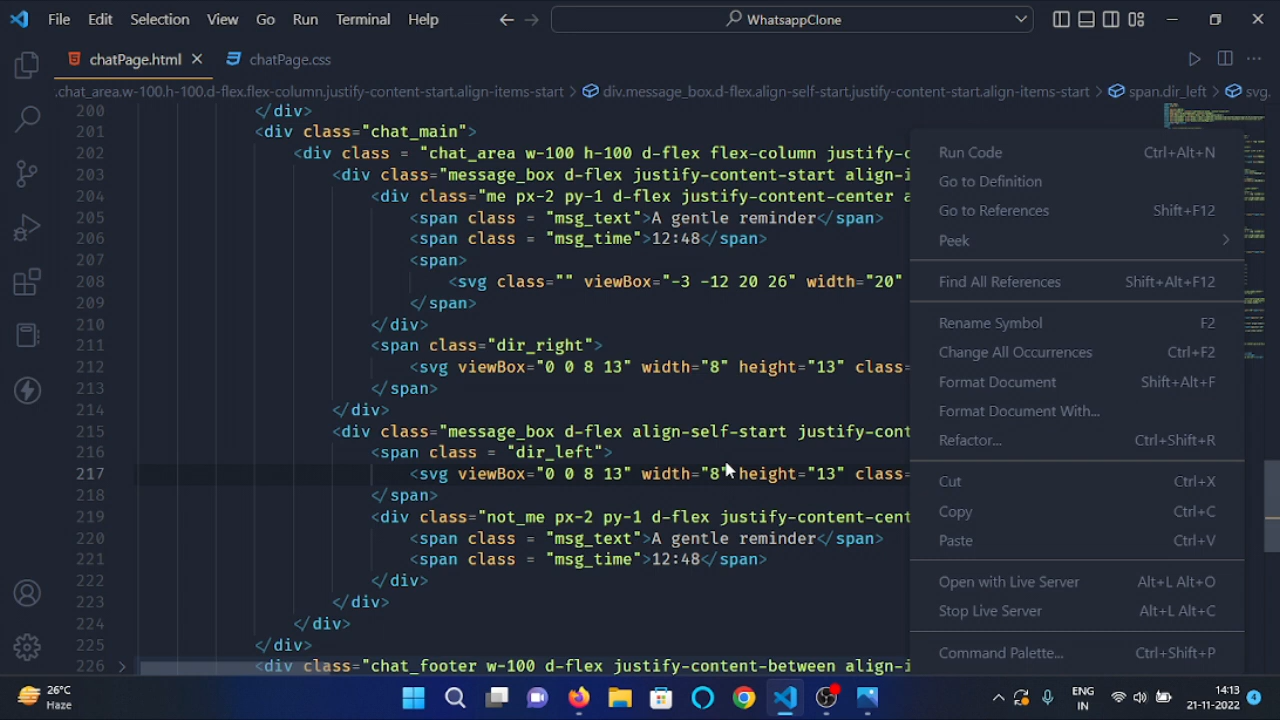 File Edit Selection View Go Run Terminal Help WhatsappClone
chatPage.html chatPage.css
.chat_area.w-100.h-100.d-flex.flex-column.justify-content-start.align-items-start > div.message_box.d-flex.align-self-start.justify-content-start.align-items-start > span.dir_left > svg.
200 </div>
201 <div class="chat_main">
202 <div class = "chat_area w-100 h-100 d-flex flex-column justify-c
203 <div class="message_box d-flex justify-content-start align-i
204 <div class="me px-2 py-1 d-flex justify-content-center a
205 <span class = "msg_text">A gentle reminder</span>
206 <span class = "msg_time">12:48</span>
207 <span>
208 <svg class="" viewBox="-3 -12 20 26" width="20"
209 </span>
210 </div>
211 <span class="dir_right">
212 <svg viewBox="0 0 8 13" width="8" height="13" class=
213 </span>
214 </div>
215 <div class="message_box d-flex align-self-start justify-cont
216 <span class = "dir_left">
217 <svg viewBox="0 0 8 13" width="8" height="13" class=
218 </span>
219 <div class="not_me px-2 py-1 d-flex justify-content-cent
220 <span class = "msg_text">A gentle reminder</span>
221 <span class = "msg_time">12:48</span>
222 </div>
223 </div>
224 </div>
225 </div>
226 <div class="chat_footer w-100 d-flex justify-content-between align-i
Run Code Ctrl+Alt+N
Go to Definition
Go to References Shift+F12
Peek
Find All References Shift+Alt+F12
Rename Symbol F2
Change All Occurrences Ctrl+F2
Format Document Shift+Alt+F
Format Document With...
Refactor... Ctrl+Shift+R
Cut Ctrl+X
Copy Ctrl+C
Paste Ctrl+V
Open with Live Server Alt+L Alt+O
Stop Live Server Alt+L Alt+C
Command Palette... Ctrl+Shift+P
26°C
Haze
ENG
IN
14:13
21-11-2022
4